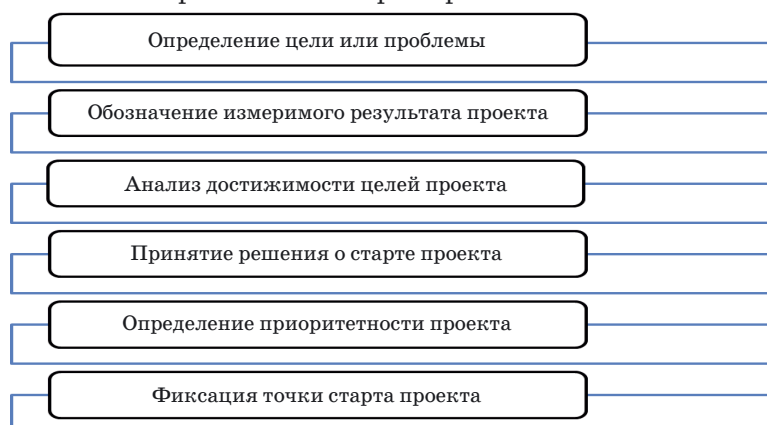 Определение цели или проблемы
Обозначение измеримого результата проекта
Анализ достижимости целей проекта
Принятие решения о старте проекта
Определение приоритетности проекта
Фиксация точки старта проекта